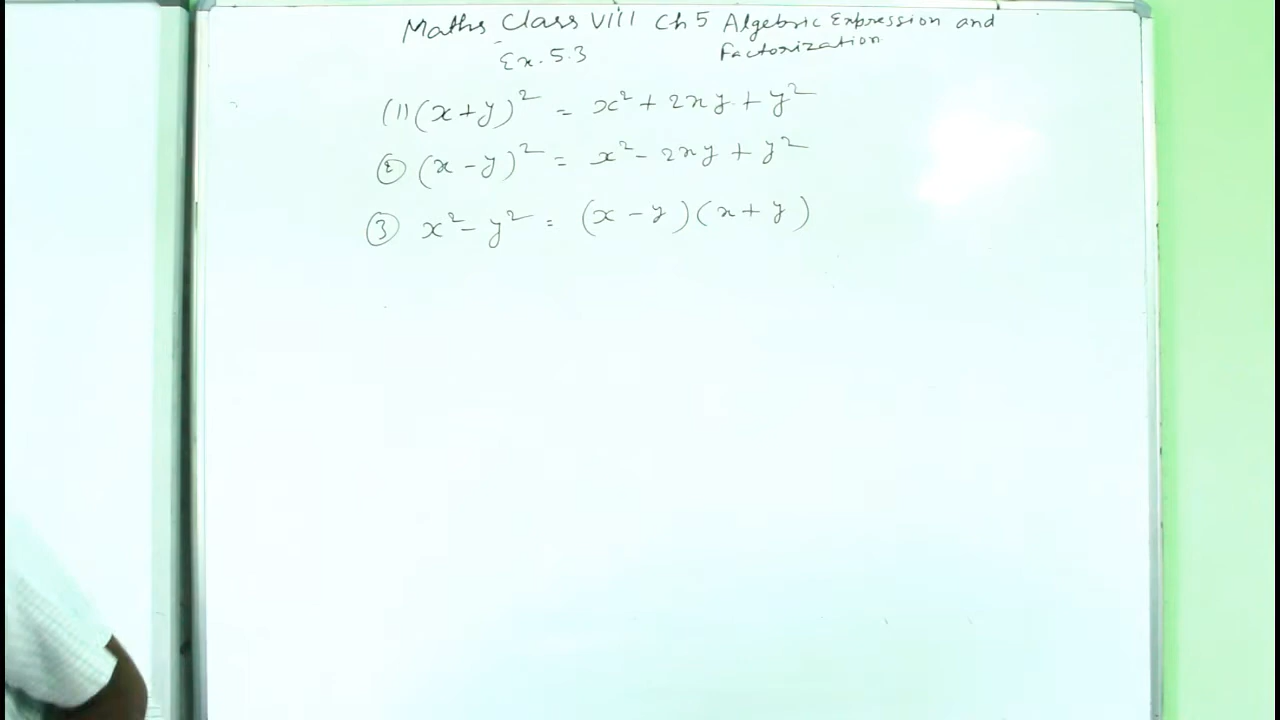 Maths Class VIII Ch 5 Algebric Expression and
Factorization
Ex. 5.3
(1) (x+y)² = x² + 2xy + y²
② (x-y)² = x² - 2xy + y²
③ x² - y² = (x - y)(x + y)